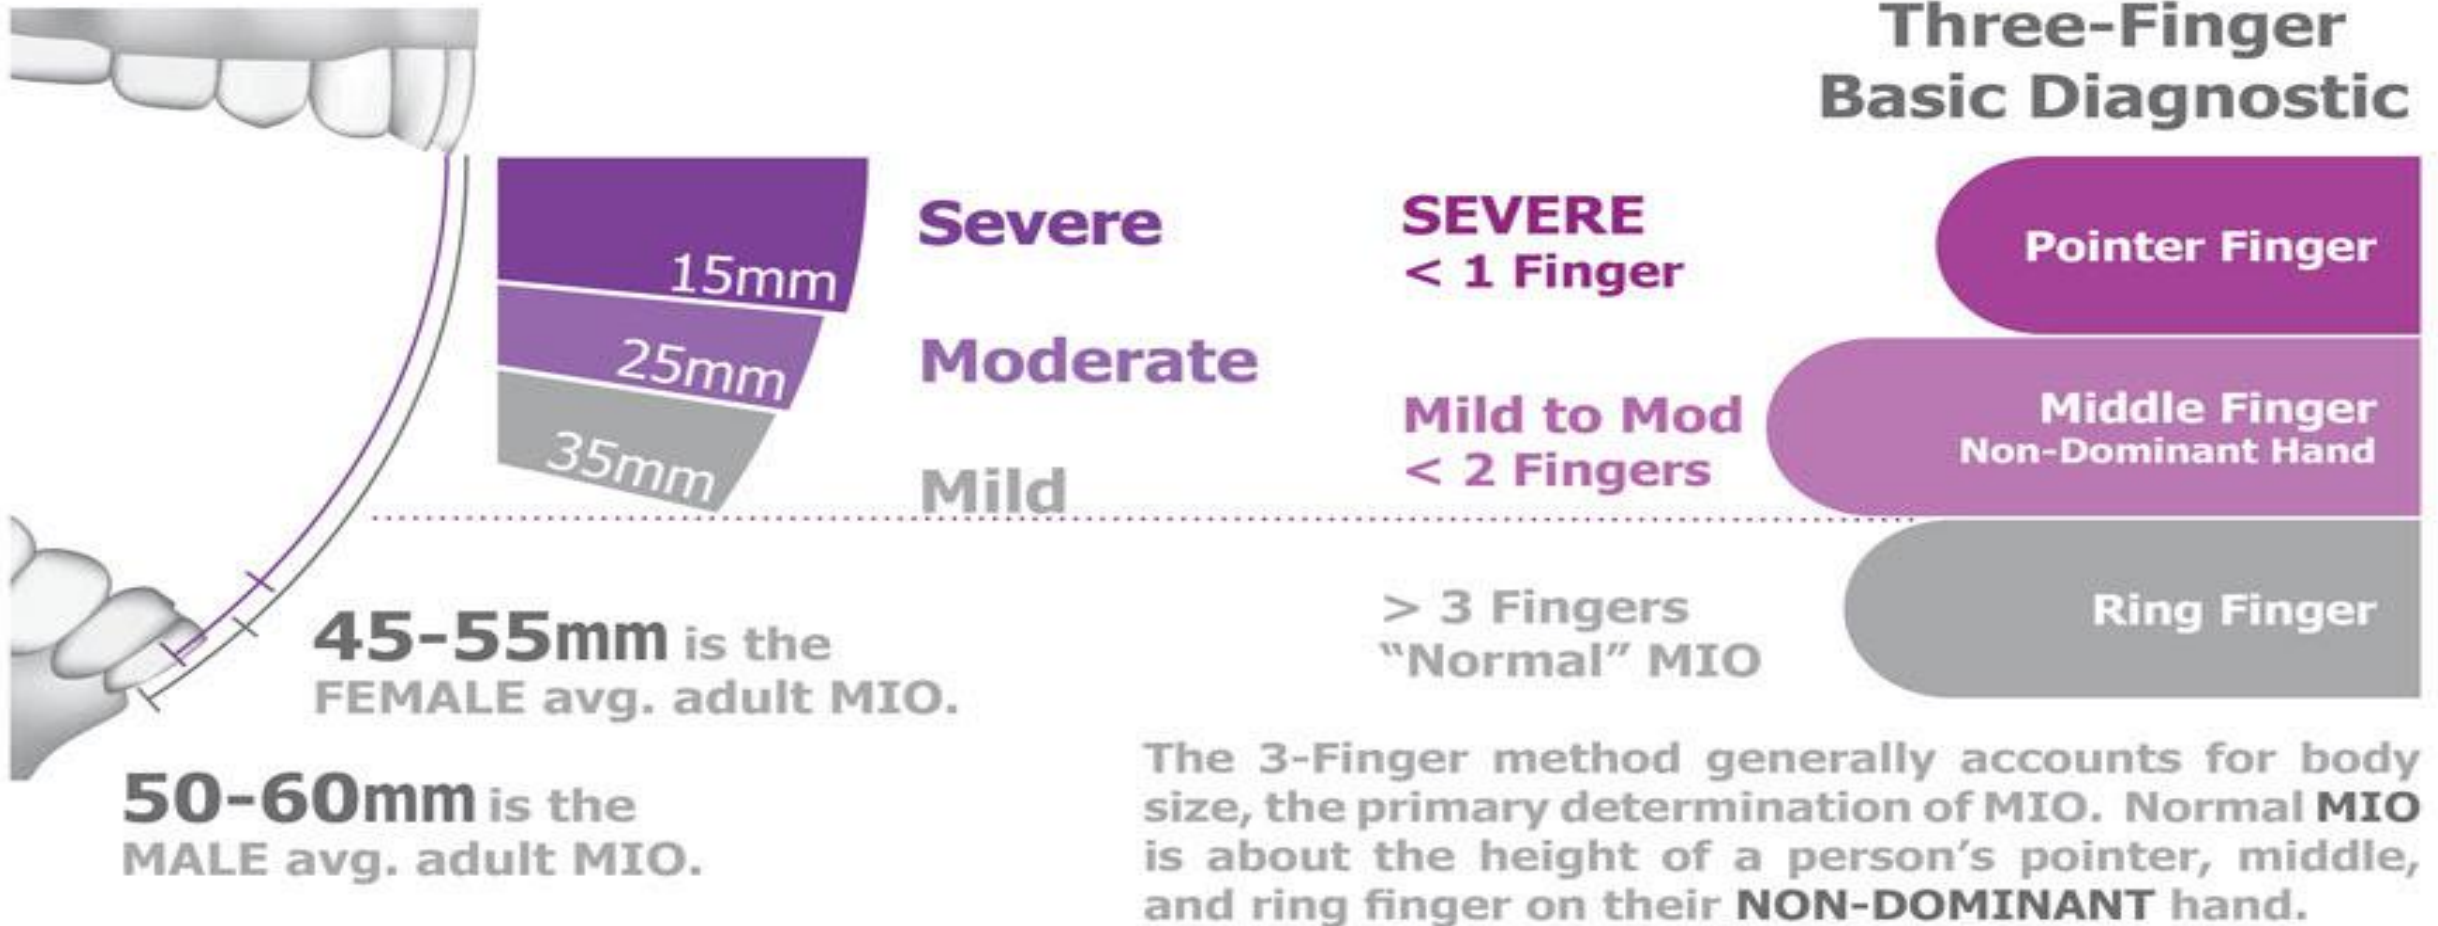 Three-Finger
Basic Diagnostic
15mm
25mm
35mm
Severe
Moderate
Mild
SEVERE
< 1 Finger
Mild to Mod
< 2 Fingers
> 3 Fingers
“Normal” MIO
Pointer Finger
Middle Finger
Non-Dominant Hand
Ring Finger
45-55mm is the
FEMALE avg. adult MIO.
50-60mm is the
MALE avg. adult MIO.
The 3-Finger method generally accounts for body
size, the primary determination of MIO. Normal MIO
is about the height of a person’s pointer, middle,
and ring finger on their NON-DOMINANT hand.